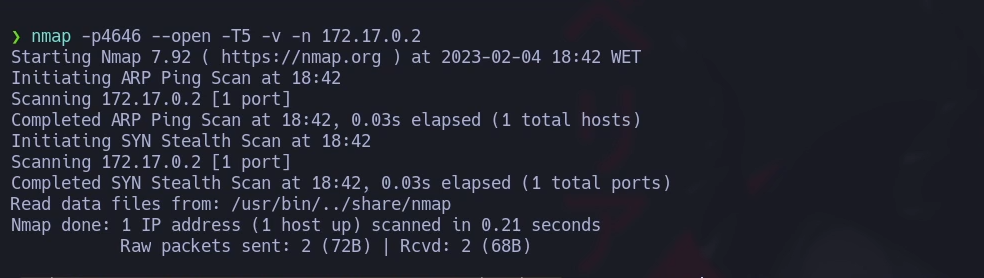 ❯ nmap -p4646 --open -T5 -v -n 172.17.0.2
Starting Nmap 7.92 ( https://nmap.org ) at 2023-02-04 18:42 WET
Initiating ARP Ping Scan at 18:42
Scanning 172.17.0.2 [1 port]
Completed ARP Ping Scan at 18:42, 0.03s elapsed (1 total hosts)
Initiating SYN Stealth Scan at 18:42
Scanning 172.17.0.2 [1 port]
Completed SYN Stealth Scan at 18:42, 0.03s elapsed (1 total ports)
Read data files from: /usr/bin/../share/nmap
Nmap done: 1 IP address (1 host up) scanned in 0.21 seconds
Raw packets sent: 2 (72B) | Rcvd: 2 (68B)